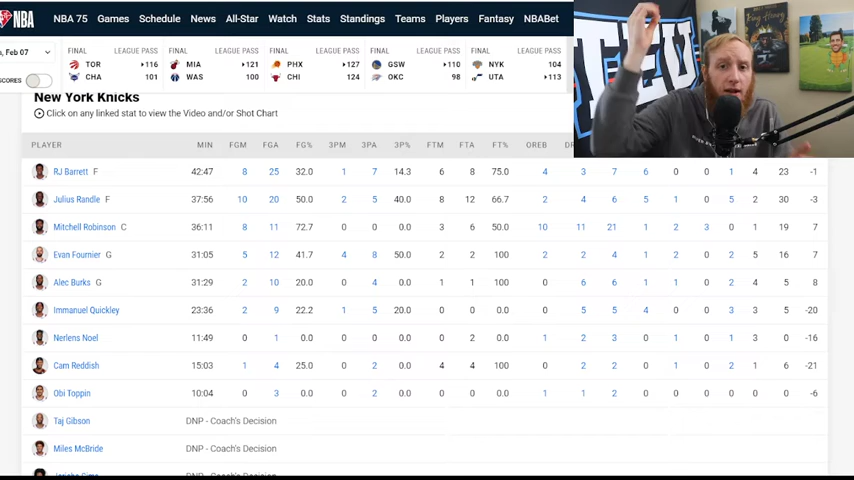 NBA NBA 75 Games Schedule News All-Star Watch Stats Standings Teams Players Fantasy NBABet
Feb 07
FINAL LEAGUE PASS FINAL LEAGUE PASS FINAL LEAGUE PASS FINAL LEAGUE PASS FINAL LEAGUE PASS
TOR 116 MIA 121 PHX 127 GSW 110 NYK 104
SCORES CHA 101 WAS 100 CHI 124 OKC 98 UTA 113
New York Knicks
Click on any linked stat to view the Video and/or Shot Chart
PLAYER MIN FGM FGA FG% 3PM 3PA 3P% FTM FTA FT% OREB
RJ Barrett F 42:47 8 25 32.0 1 7 14.3 6 8 75.0 4 3 7 6 0 0 1 4 23 -1
Julius Randle F 37:56 10 20 50.0 2 5 40.0 8 12 66.7 2 4 6 5 1 0 5 2 30 -3
Mitchell Robinson C 36:11 8 11 72.7 0 0 0.0 3 6 50.0 10 11 21 1 2 3 0 1 19 7
Evan Fournier G 31:05 5 12 41.7 4 8 50.0 2 2 100 2 2 4 1 2 0 2 5 16 7
Alec Burks G 31:29 2 10 20.0 0 4 0.0 1 1 100 0 6 6 1 1 0 2 4 5 8
Immanuel Quickley 23:36 2 9 22.2 1 5 20.0 0 0 0.0 0 5 5 4 0 0 3 3 5 -20
Nerlens Noel 11:49 0 1 0.0 0 0 0.0 0 2 0.0 1 2 3 0 1 0 1 3 0 -16
Cam Reddish 15:03 1 4 25.0 0 2 0.0 4 4 100 0 2 2 0 1 0 2 1 6 -21
Obi Toppin 10:04 0 3 0.0 0 2 0.0 0 0 0.0 1 1 2 0 0 0 0 0 0 -6
Taj Gibson DNP - Coach's Decision
Miles McBride DNP - Coach's Decision